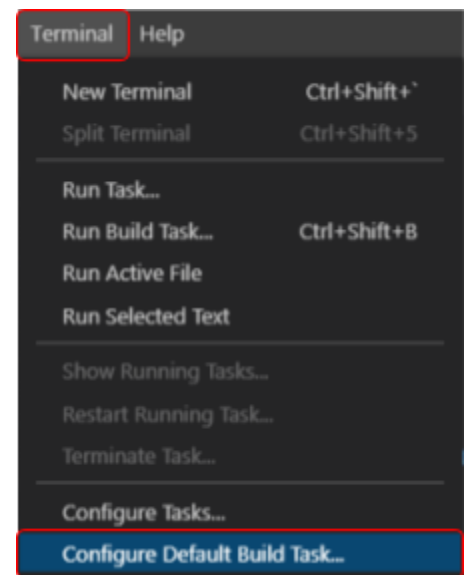 Terminal Help
New Terminal Ctrl+Shift+`
Split Terminal Ctrl+Shift+5
Run Task...
Run Build Task... Ctrl+Shift+B
Run Active File
Run Selected Text
Show Running Tasks...
Restart Running Task...
Terminate Task...
Configure Tasks...
Configure Default Build Task...